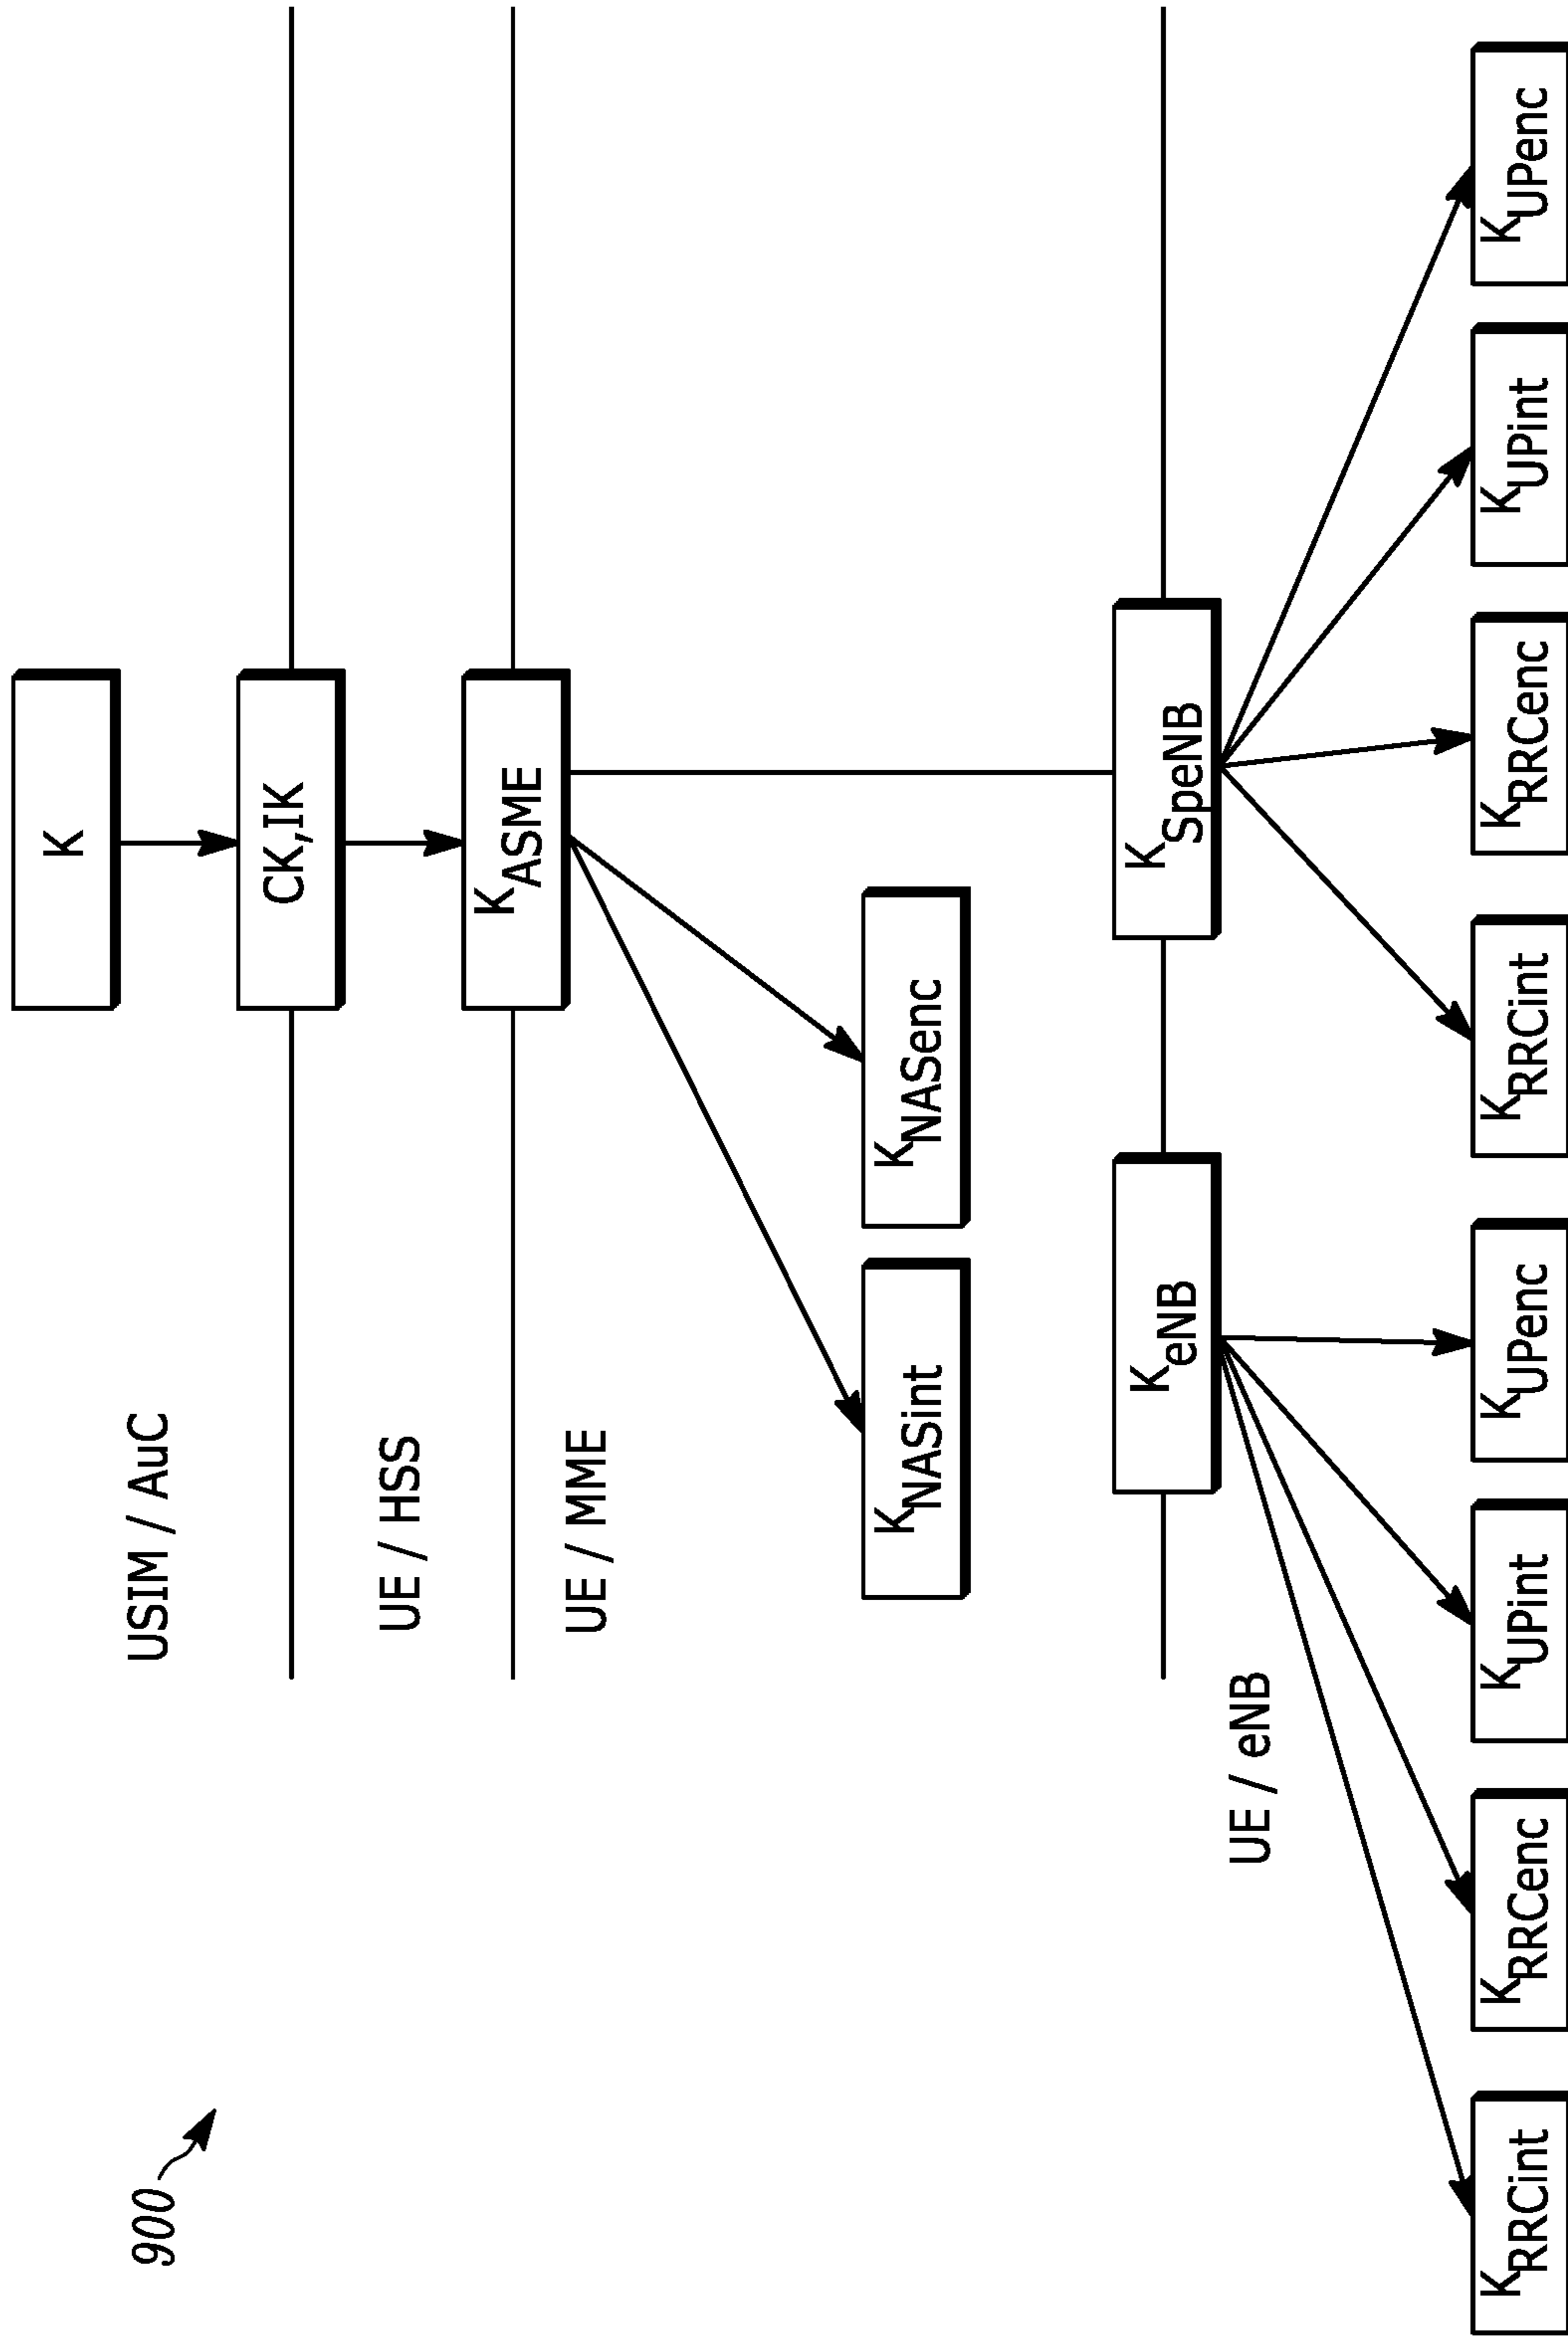 900
USIM / AuC
K
CK,IK
UE / HSS
KASME
UE / MME
KNASint
KNASenc
KeNB
KSpeNB
UE / eNB
KRRCint
KRRCenc
KUPint
KUPenc
KRRCint
KRRCenc
KUPint
KUPenc